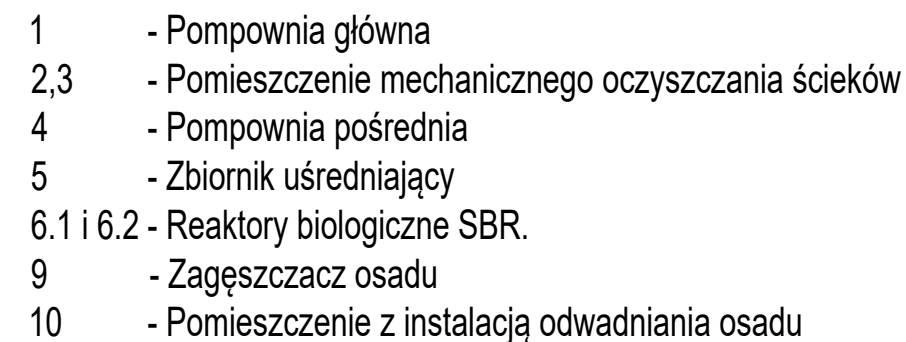 1 - Pompownia główna
2,3 - Pomieszczenie mechanicznego oczyszczania ścieków
4 - Pompownia pośrednia
5 - Zbiornik uśredniający
6.1 i 6.2 - Reaktory biologiczne SBR.
9 - Zagęszczacz osadu
10 - Pomieszczenie z instalacją odwadniania osadu